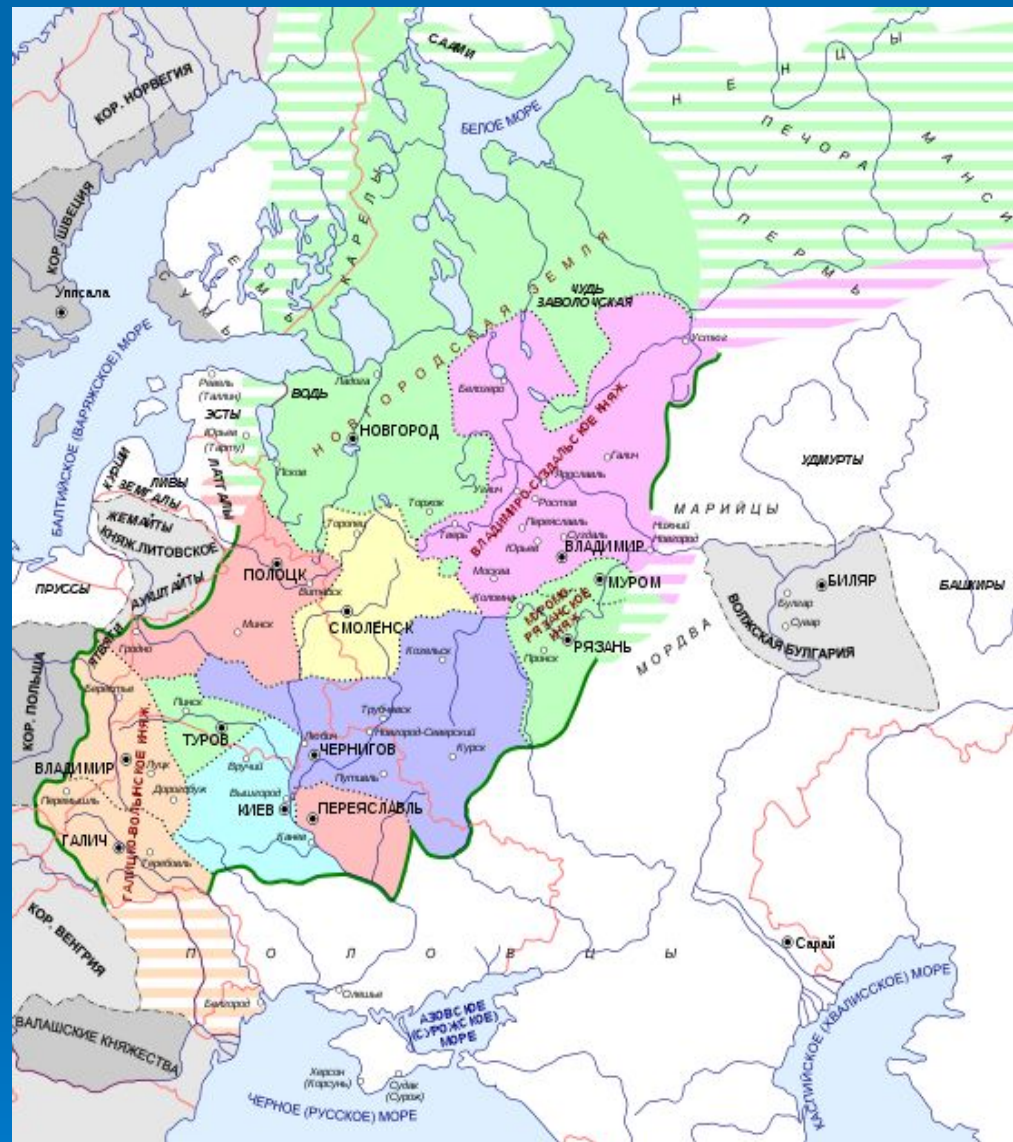 СААМИ
НЕНЦЫ
КОР. НОРВЕГИЯ
БЕЛОЕ МОРЕ
ПЕЧОРА
МАНСИ
КОР. ШВЕЦИЯ
КАРЕЛЫ
ПЕРМЬ
ЕМЬ
СУМЬ
Уппсала
НОВГОРОДСКАЯ ЗЕМЛЯ
ЧУДЬ
ЗАВОЛОЧСКАЯ
БАЛТИЙСКОЕ (ВАРЯЖСКОЕ) МОРЕ
Устюг
Ревель
(Таллин)
Ладога
ВОДЬ
Белоозеро
ЭСТЫ
Юрьев
(Тарту)
НОВГОРОД
ВЛАДИМИРО-СУЗДАЛЬСКОЕ КНЯЖ.
Галич
УДМУРТЫ
КУРШИ
ЛИВЫ
ЗЕМГАЛЫ
ЛАТГАЛЫ
Псков
Углич
Ярославль
Ростов
Торжок
МАРИЙЦЫ
ЖЕМАЙТЫ
КНЯЖ.ЛИТОВСКОЕ
Торопец
Тверь
Переяславль
Суздаль
Юрьев
ВЛАДИМИР
Нижний
Новгород
ПРУССЫ
АУКШТАЙТЫ
ПОЛОЦК
Витебск
Москва
Коломна
МУРОМ
МУРОМО-
РЯЗАНСКОЕ
КНЯЖ.
БИЛЯР
БАШКИРЫ
Булгар
Сувар
ВОЛЖСКАЯ БУЛГАРИЯ
Минск
СМОЛЕНСК
РЯЗАНЬ
Пронск
МОРДВА
ЯТВЯГИ
Гродно
Козельск
КОР. ПОЛЬША
Берестье
Пинск
ТУРОВ
Трубчевск
Новгород-Северский
Любич
ЧЕРНИГОВ
Курск
ВЛАДИМИР
Луцк
Вручий
Путивль
Перемышль
Дорогобуж
Вышгород
КИЕВ
ПЕРЕЯСЛАВЛЬ
ГАЛИЦКО-ВОЛЫНСКОЕ КНЯЖ.
ГАЛИЧ
Теребовль
Канев
КОР. ВЕНГРИЯ
ПОЛОВЦЫ
Сарай
Белгород
Олешье
АЗОВСКОЕ
(СУРОЖСКОЕ)
МОРЕ
ВАЛАШСКИЕ КНЯЖЕСТВА
Херсон
(Корсунь)
Судак
(Сурож)
ЧЕРНОЕ (РУССКОЕ) МОРЕ
КАСПИЙСКОЕ (ХВАЛИССКОЕ) МОРЕ